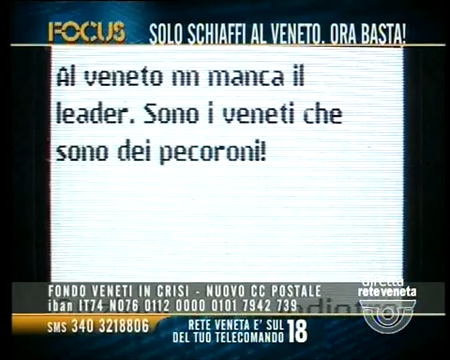 FOCUS SOLO SCHIAFFI AL VENETO. ORA BASTA!
Al veneto nn manca il
leader. Sono i veneti che
sono dei pecoroni!
FONDO VENETI IN CRISI - NUOVO CC POSTALE
iban IT74 N076 0112 0000 0101 7942 739
diretta
reteveneta
SMS 340 3218806
RETE VENETA E' SUL
DEL TUO TELECOMANDO 18